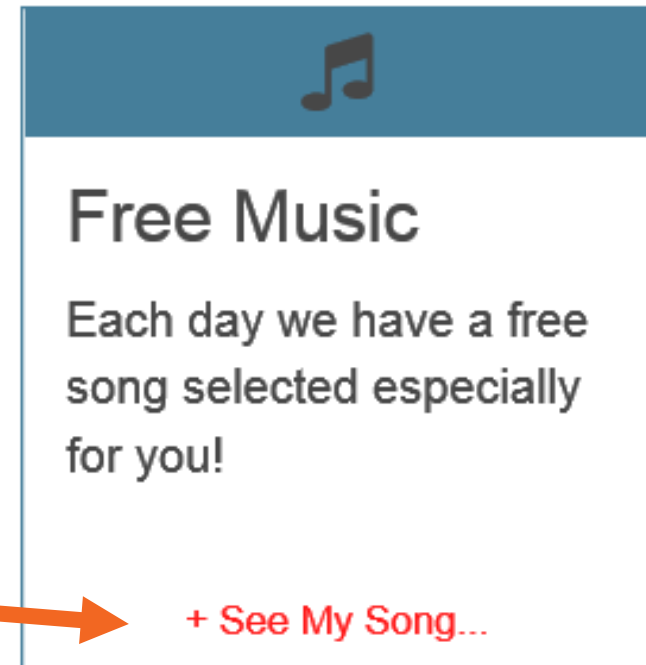 Free Music
Each day we have a free
song selected especially
for you!
+ See My Song...